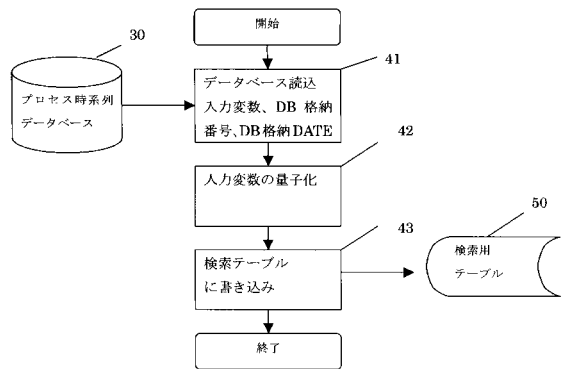 開始
30
プロセス時系列
データベース
41
データベース読込
入力変数、DB 格納
番号、DB格納DATE
42
入力変数の量子化
43
検索テーブル
に書き込み
50
検索用
テーブル
終了